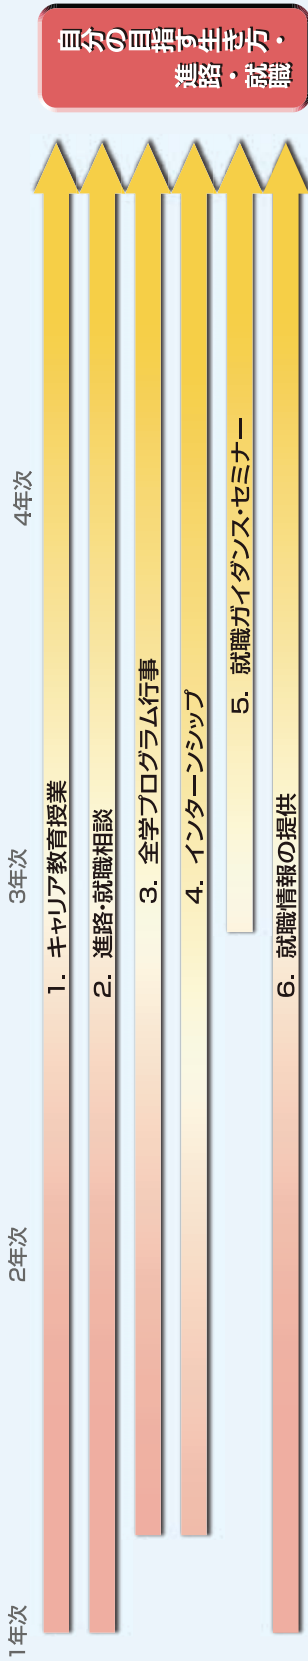 1年次
2年次
3年次
4年次
1. キャリア教育授業
2. 進路・就職相談
3. 全学プログラム行事
4. インターンシップ
5. 就職ガイダンス・セミナー
6. 就職情報の提供
自分の目指す生き方・
進路・就職